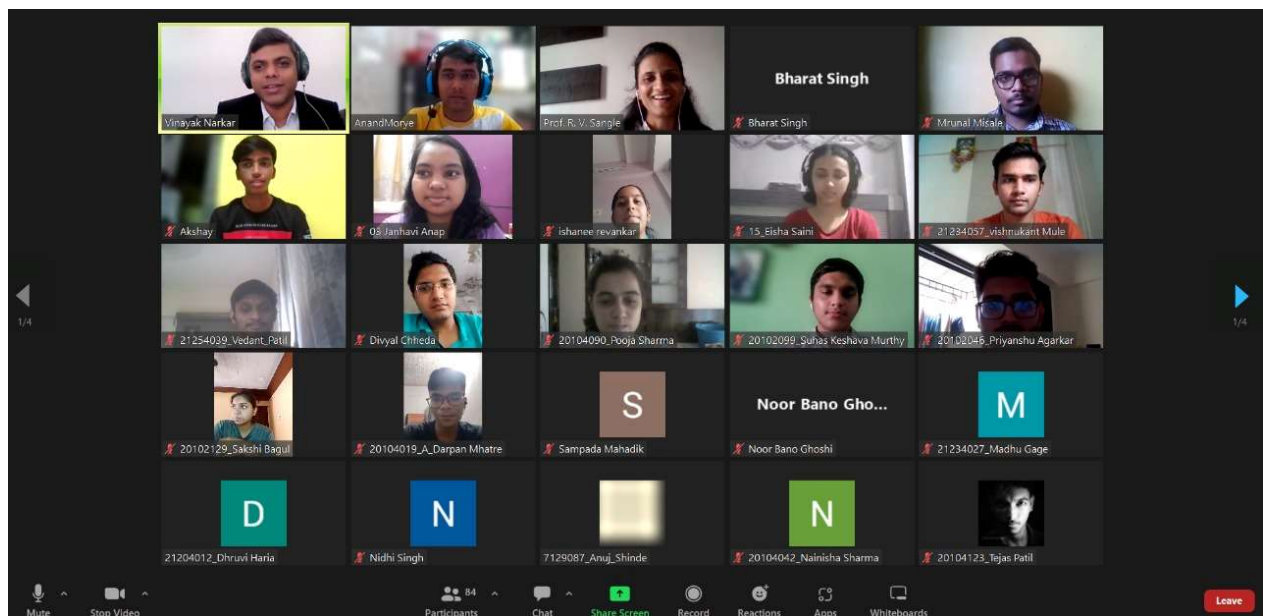 Vinayak Narkar
AnandMorye
Prof. R. V. Sangle
Bharat Singh
Bharat Singh
Mrunal Misale
Akshay
03 Janhavi Anap
ishanee revankar
15_Eisha Saini
21234057_vishnukant Mule
21254039_Vedant_Patil
Divyal Chheda
20104090_Pooja Sharma
20102099_Suhas Keshava Murthy
20102046_Priyanshu Agarkar
1/4
1/4
20102129_Sakshi Bagul
20104019_A_Darpan Mhatre
S
Sampada Mahadik
Noor Bano Gho...
Noor Bano Ghoshi
M
21234027_Madhu Gage
D
21204012_Dhruvi Haria
N
Nidhi Singh
7129087_Anuj_Shinde
N
20104042_Nainisha Sharma
20104123_Tejas Patil
Mute
Stop Video
84
Participants
Chat
Share Screen
Record
Reactions
Apps
Whiteboards
Leave